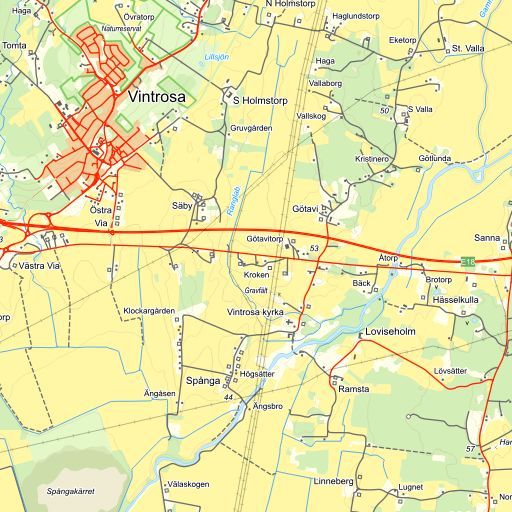 N Holmstorp
Haga
Övratorp
Haglundstorp
Naturreservat
Eketorp
Tomta
Lillsjön
St. Valla
Haga
Vallaborg
Vintrosa
S Holmstorp
Vallskog
50
S Valla
Gruvgården
Kristinero
Götlunda
Ramsjöb
Östra
Via
Säby
Götavi
Götavitorp
53
Sanna
Västra Via
Kroken
Åtorp
E18
Bäck
Brotorp
Gravfält
Hässelkulla
Klockargården
Vintrosa kyrka
Loviseholm
Högsätter
Lövsätter
Spånga
Ängåsen
44
Ramsta
Ängsbro
57
Spångakärret
Välaskogen
Linneberg
Lugnet